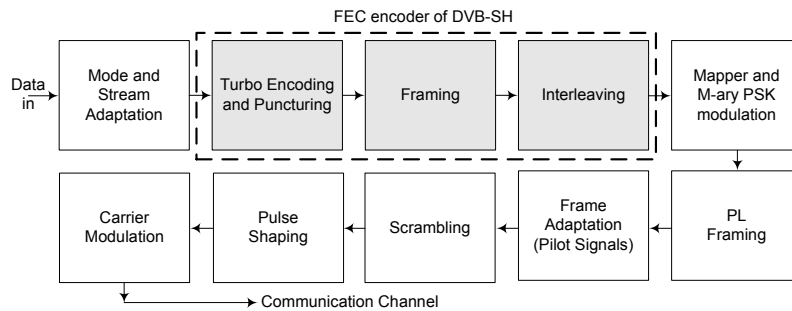 FEC encoder of DVB-SH
Data
in
Mode and
Stream
Adaptation
Turbo Encoding
and Puncturing
Framing
Interleaving
Mapper and
M-ary PSK
modulation
Carrier
Modulation
Pulse
Shaping
Scrambling
Frame
Adaptation
(Pilot Signals)
PL
Framing
Communication Channel